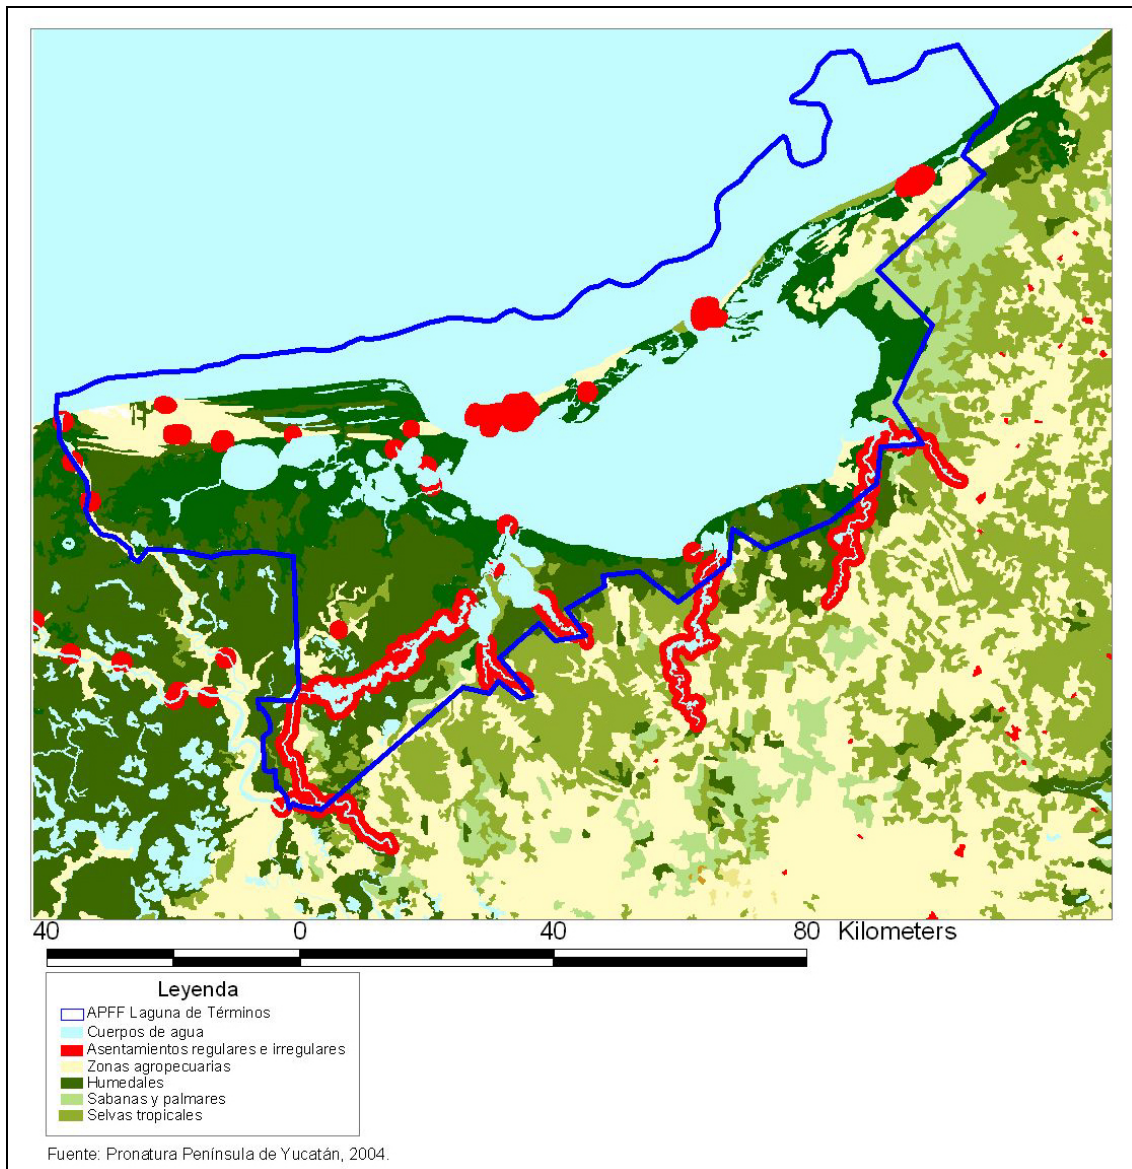 40 0 40 80 Kilometers
Leyenda
APFF Laguna de Términos
Cuerpos de agua
Asentamientos regulares e irregulares
Zonas agropecuarias
Humedales
Sabanas y palmares
Selvas tropicales
Fuente: Pronatura Península de Yucatán, 2004.